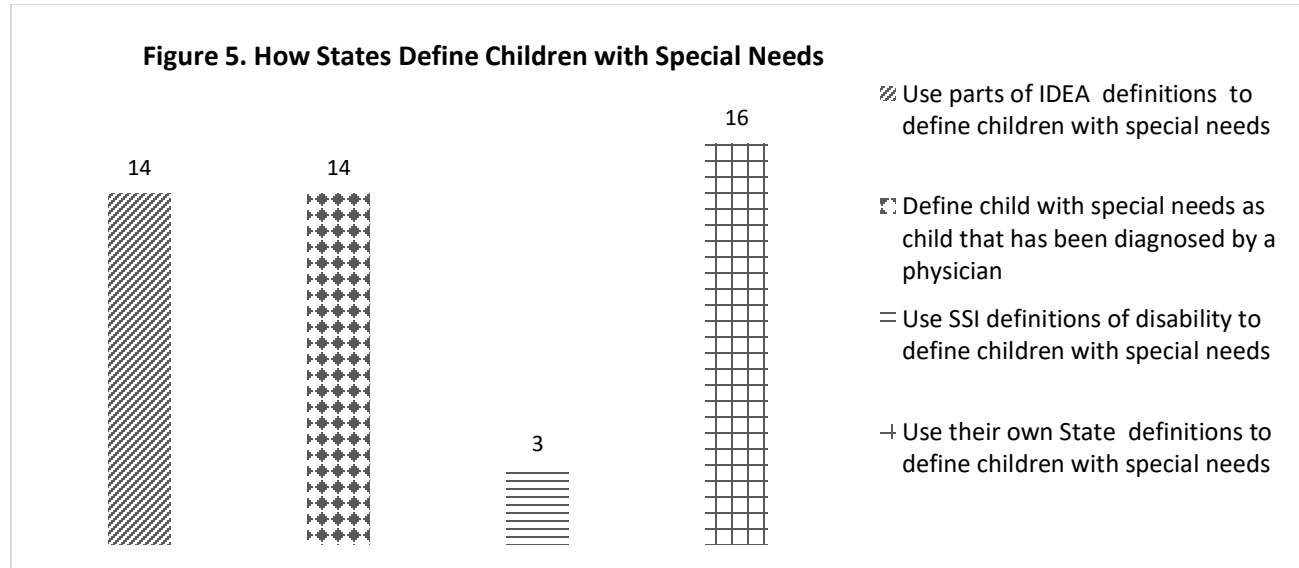 Figure 5. How States Define Children with Special Needs
14
14
3
16
Use parts of IDEA definitions to
define children with special needs
Define child with special needs as
child that has been diagnosed by a
physician
Use SSI definitions of disability to
define children with special needs
Use their own State definitions to
define children with special needs